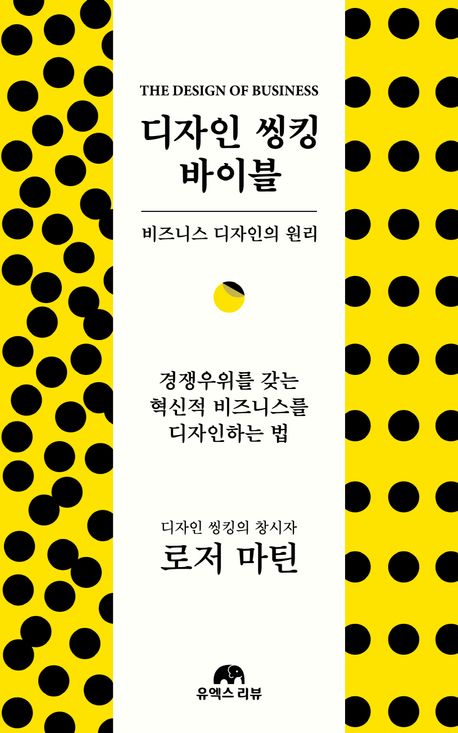 THE DESIGN OF BUSINESS
디자인 씽킹
바이블
비즈니스 디자인의 원리
경쟁우위를 갖는
혁신적 비즈니스를
디자인하는 법
디자인 씽킹의 창시자
로저 마틴
유엑스 리뷰